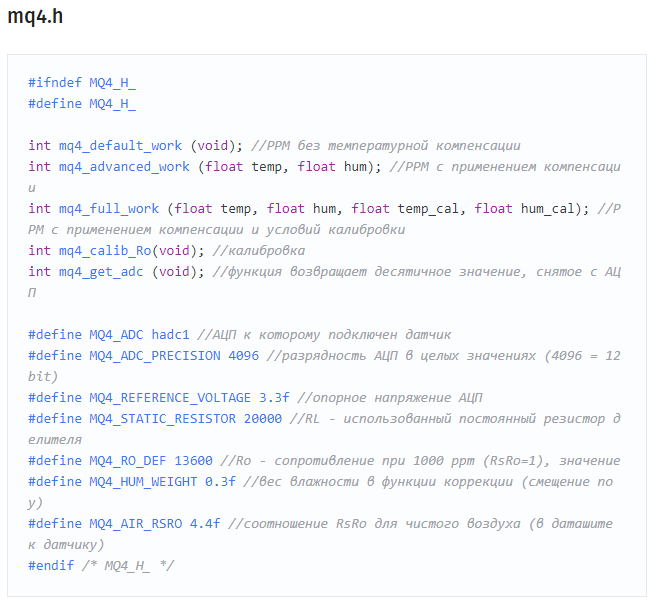 mq4.h
#ifndef MQ4_H_
#define MQ4_H_
int mq4_default_work (void); //PPM без температурной компенсации
int mq4_advanced_work (float temp, float hum); //PPM с применением компенсаци
и
int mq4_full_work (float temp, float hum, float temp_cal, float hum_cal); //P
PM с применением компенсации и условий калибровки
int mq4_calib_Ro(void); //калибровка
int mq4_get_adc (void); //функция возвращает десятичное значение, снятое с АЦ
П
#define MQ4_ADC hadc1 //АЦП к которому подключен датчик
#define MQ4_ADC_PRECISION 4096 //разрядность АЦП в целых значениях (4096 = 12
bit)
#define MQ4_REFERENCE_VOLTAGE 3.3f //опорное напряжение АЦП
#define MQ4_STATIC_RESISTOR 20000 //RL - использованный постоянный резистор д
елителя
#define MQ4_RO_DEF 13600 //Ro - сопротивление при 1000 ppm (RsRo=1), значение
#define MQ4_HUM_WEIGHT 0.3f //вес влажности в функции коррекции (смещение по
y)
#define MQ4_AIR_RSRO 4.4f //соотношение RsRo для чистого воздуха (в даташите
к датчику)
#endif /* MQ4_H_ */